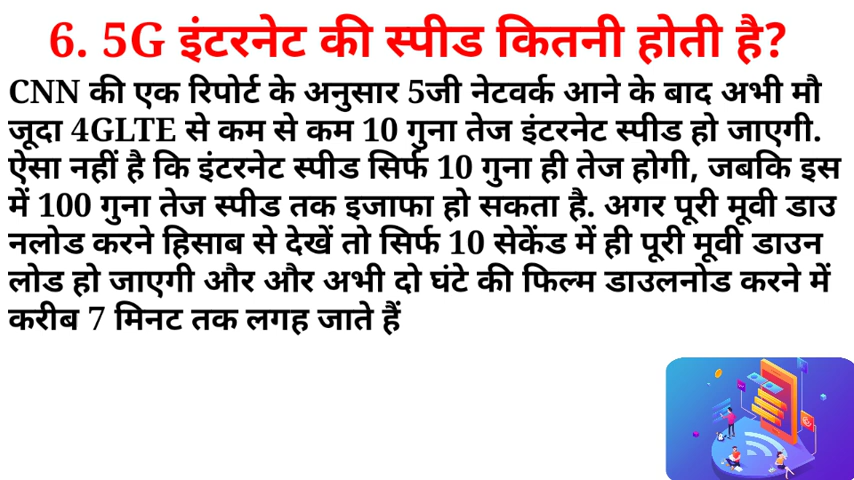 6. 5G इंटरनेट की स्पीड कितनी होती है?
CNN की एक रिपोर्ट के अनुसार 5जी नेटवर्क आने के बाद अभी मौ
जूदा 4GLTE से कम से कम 10 गुना तेज इंटरनेट स्पीड हो जाएगी.
ऐसा नहीं है कि इंटरनेट स्पीड सिर्फ 10 गुना ही तेज होगी, जबकि इस
में 100 गुना तेज स्पीड तक इजाफा हो सकता है. अगर पूरी मूवी डाउ
नलोड करने हिसाब से देखें तो सिर्फ 10 सेकेंड में ही पूरी मूवी डाउन
लोड हो जाएगी और और अभी दो घंटे की फिल्म डाउलनोड करने में
करीब 7 मिनट तक लगह जाते हैं